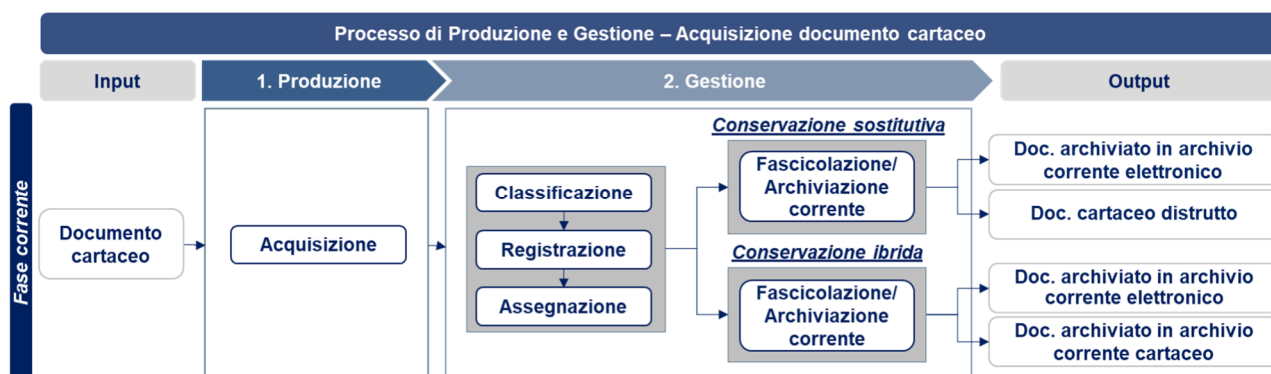 Processo di Produzione e Gestione – Acquisizione documento cartaceo
Input
1. Produzione
2. Gestione
Output
Fase corrente
Documento
cartaceo
Acquisizione
Classificazione
Registrazione
Assegnazione
Conservazione sostitutiva
Fascicolazione/
Archiviazione
corrente
Conservazione ibrida
Fascicolazione/
Archiviazione
corrente
Doc. archiviato in archivio
corrente elettronico
Doc. cartaceo distrutto
Doc. archiviato in archivio
corrente elettronico
Doc. archiviato in archivio
corrente cartaceo